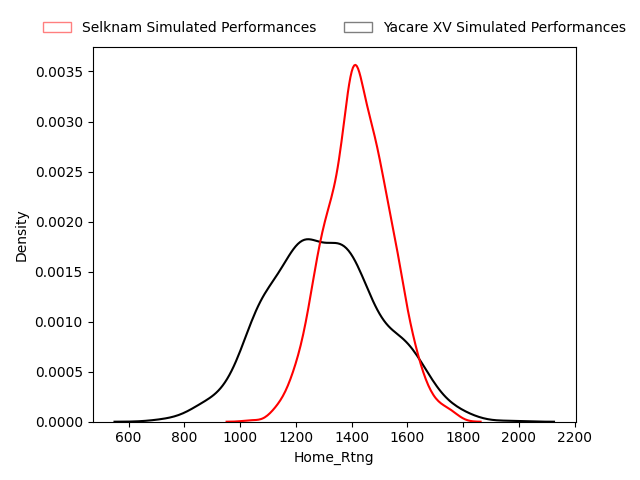 Selknam Simulated Performances
Yacare XV Simulated Performances
0.0035
0.0030
0.0025
0.0020
0.0015
0.0010
0.0005
0.0000
Density
600 800 1000 1200 1400 1600 1800 2000 2200
Home_Rtng